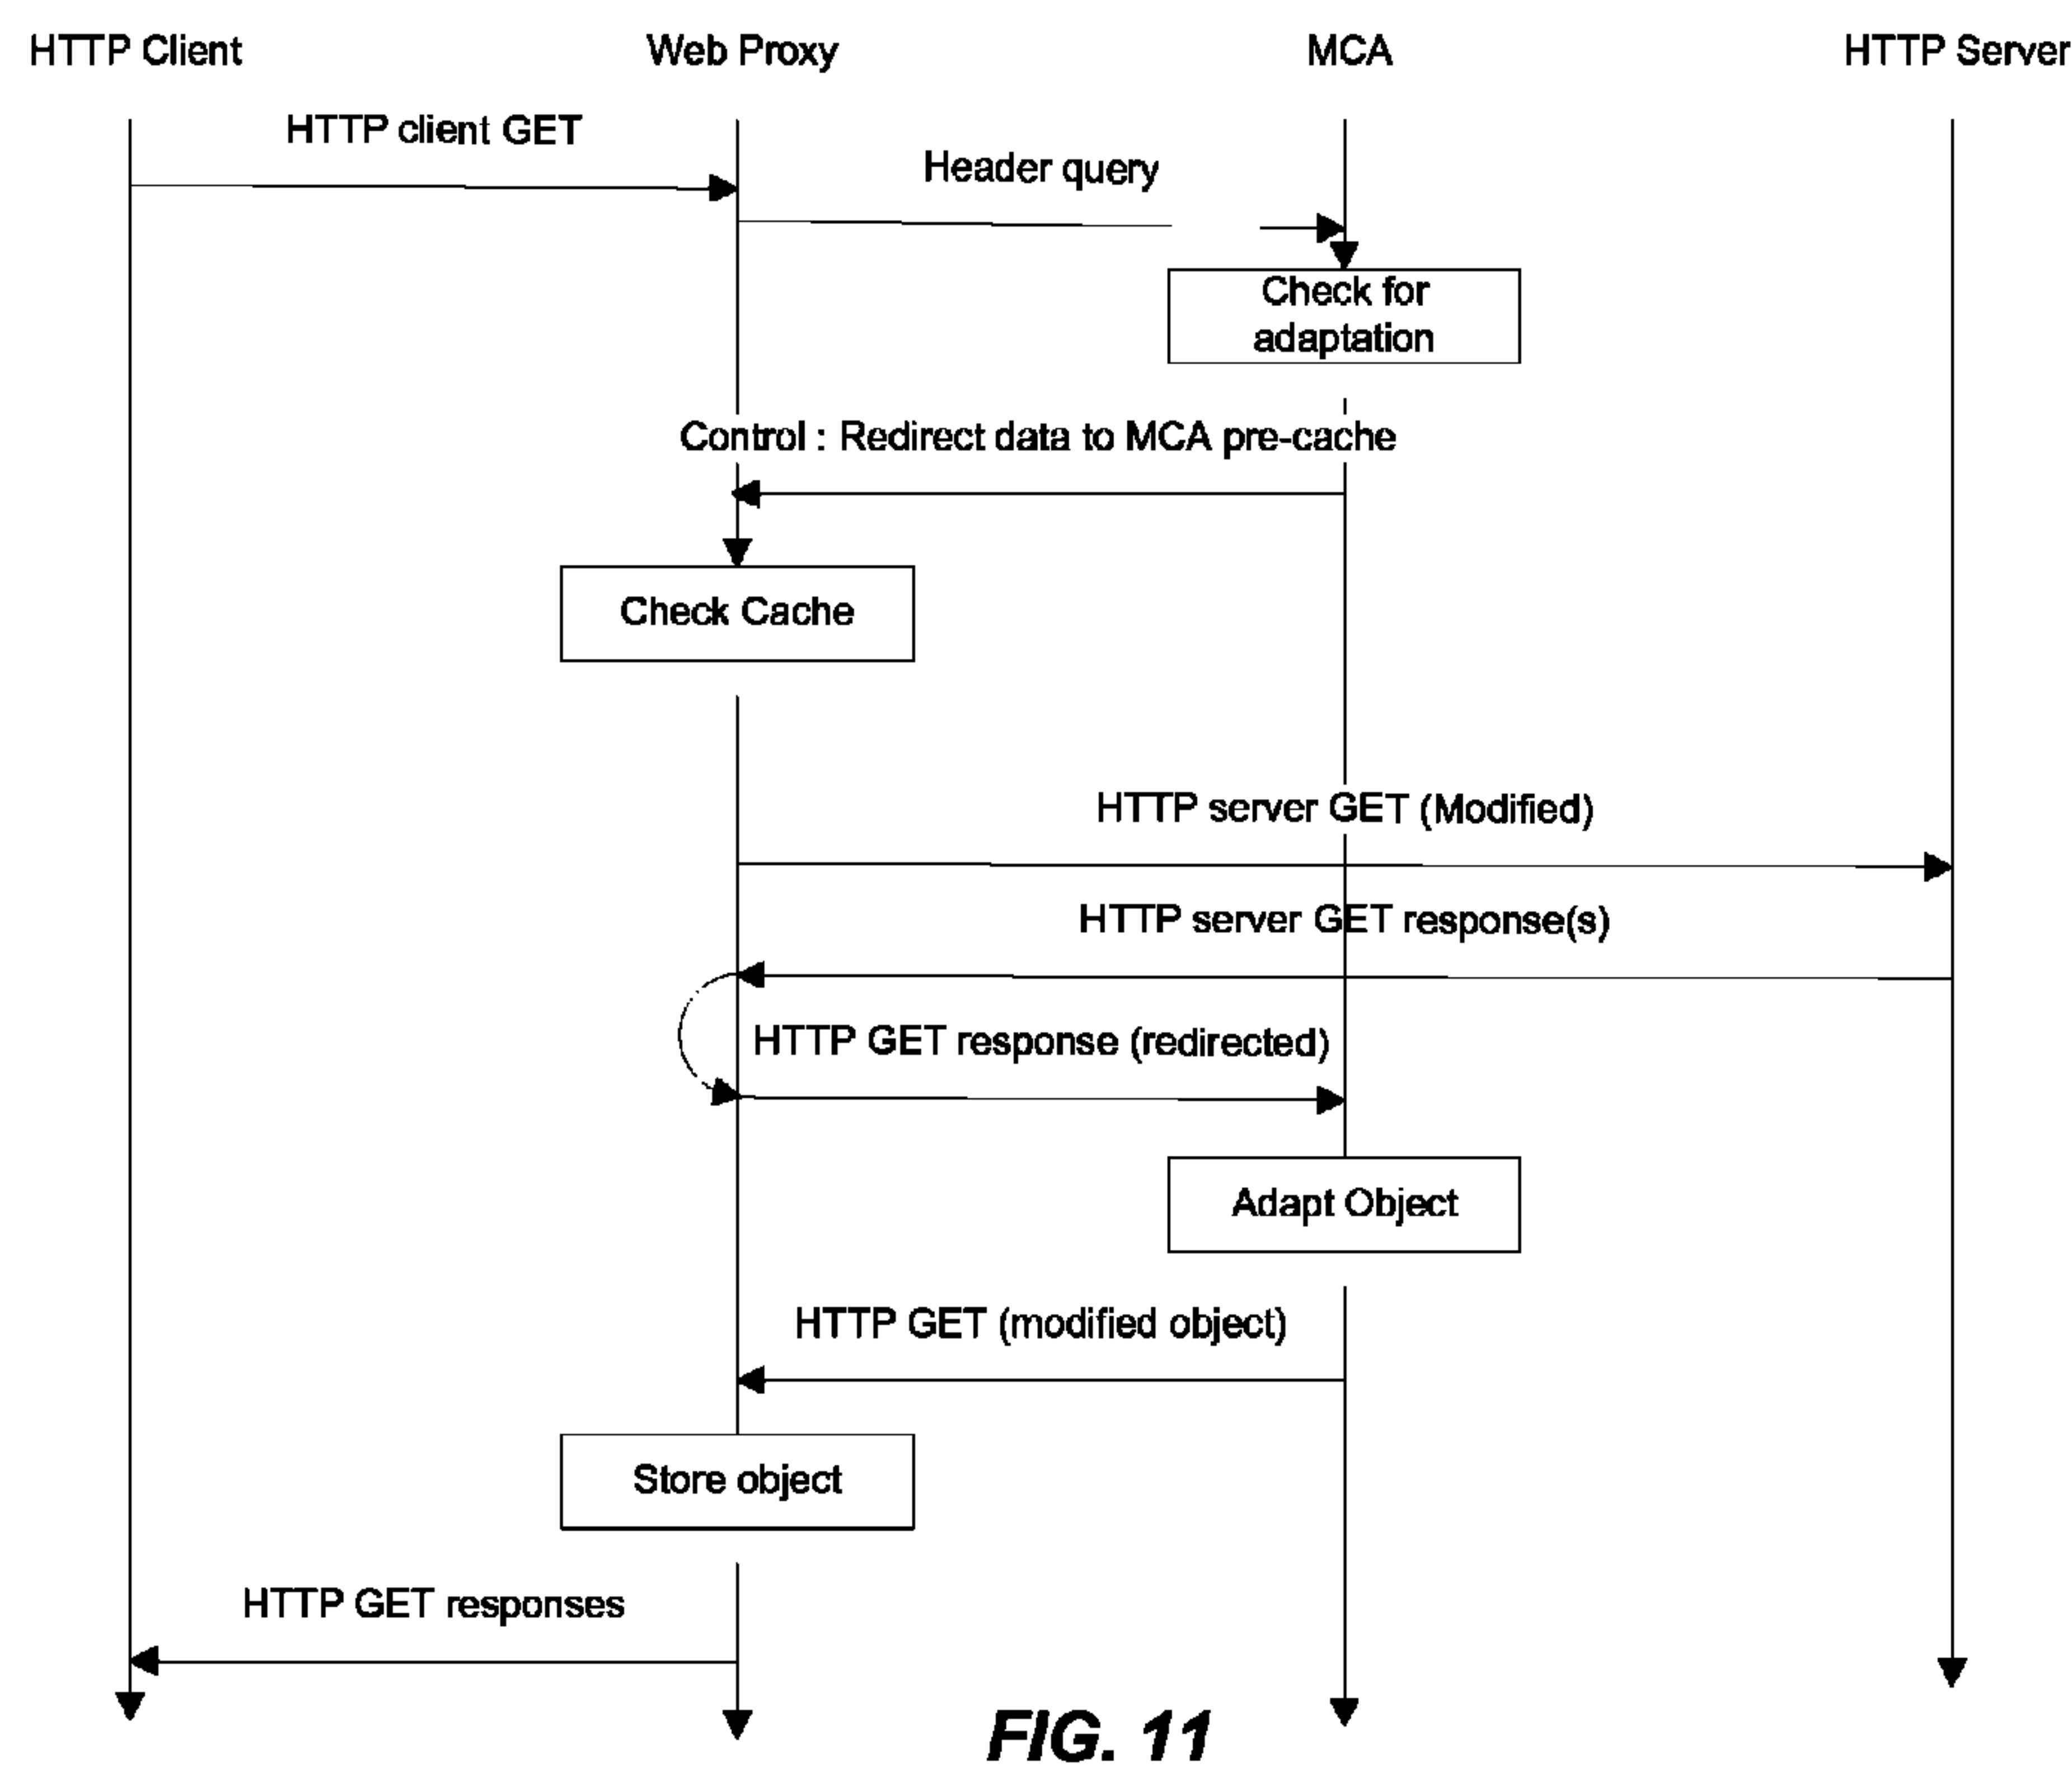 HTTP Client
Web Proxy
MCA
HTTP Server
HTTP client GET
Header query
Check for
adaptation
Control : Redirect data to MCA pre-cache
Check Cache
HTTP server GET (Modified)
HTTP server GET response(s)
HTTP GET response (redirected)
Adapt Object
HTTP GET (modified object)
Store object
HTTP GET responses
FIG. 11